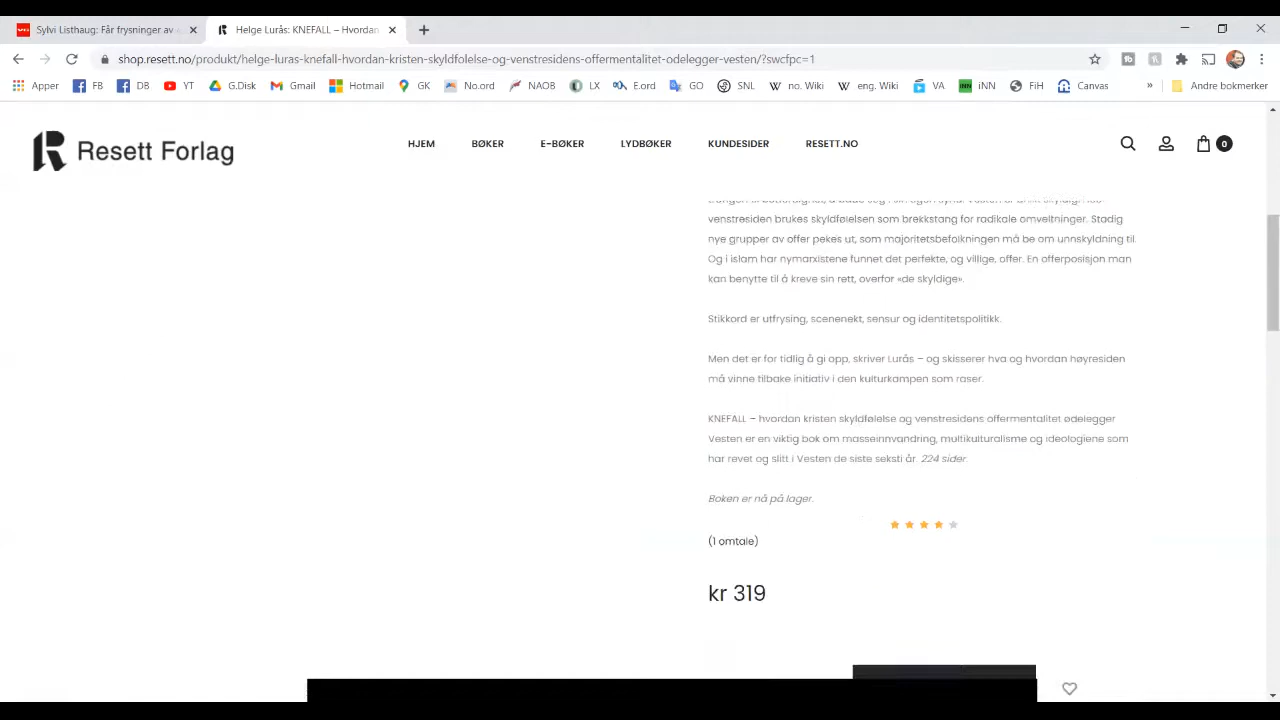 Sylvi Listhaug: Får frysninger av
Helge Lurås: KNEFALL – Hvordan
shop.resett.no/produkt/helge-luras-knefall-hvordan-kristen-skyldfolelse-og-venstresidens-offermentalitet-odelegger-vesten/?swcfpc=1
Apper FB DB YT G.Disk Gmail Hotmail GK No.ord NAOB LX E.ord GO SNL no. Wiki eng. Wiki VA iNN FiH Canvas » Andre bokmerker
Resett Forlag
HJEM BØKER E-BØKER LYDBØKER KUNDESIDER RESETT.NO
0
venstresiden brukes skyldfølelsen som brekkstang for radikale omveltninger. Stadig
nye grupper av offer pekes ut, som majoritetsbefolkningen må be om unnskyldning til.
Og i islam har nymarxistene funnet det perfekte, og villige, offer. En offerposisjon man
kan benytte til å kreve sin rett, overfor «de skyldige».
Stikkord er utfrysing, scenenekt, sensur og identitetspolitikk.
Men det er for tidlig å gi opp, skriver Lurås – og skisserer hva og hvordan høyresiden
må vinne tilbake initiativ i den kulturkampen som raser.
KNEFALL – hvordan kristen skyldfølelse og venstresidens offermentalitet ødelegger
Vesten er en viktig bok om masseinnvandring, multikulturalisme og ideologiene som
har revet og slitt i Vesten de siste seksti år. 224 sider.
Boken er nå på lager.
(1 omtale)
kr 319